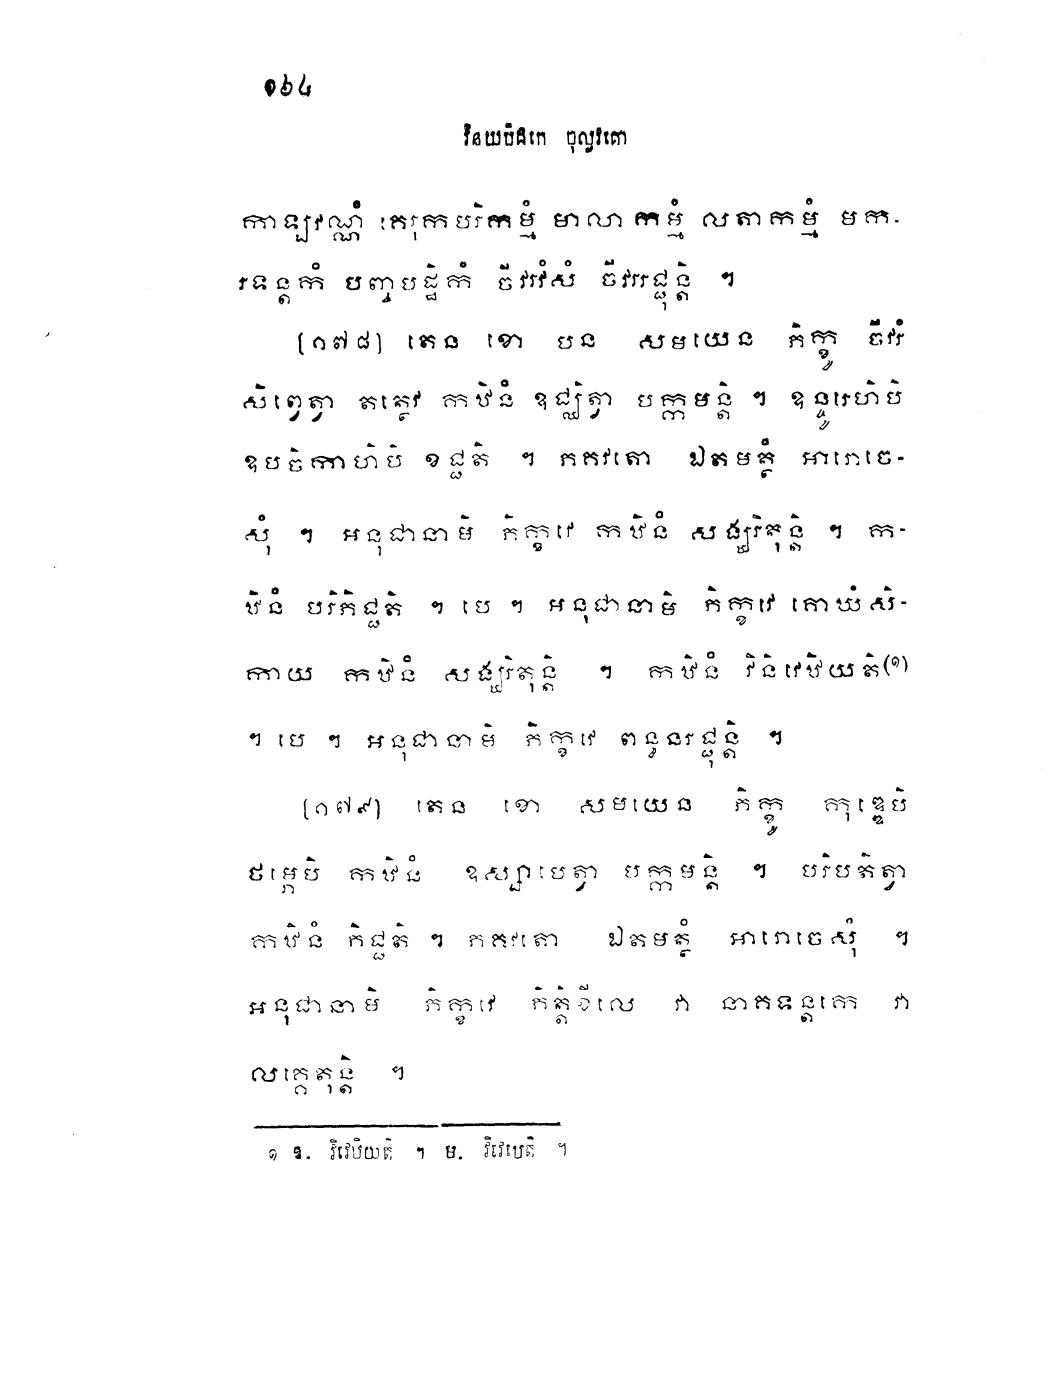 ១៦៤
វិនយបិដកេ ចុល្លវគ្គោ
កាឡវណ្ណំ គេរុកបរិកម្មំ មាលាកម្មំ លតាកម្មំ មក-
រទន្តកំ បញ្ចបដ្ឋិកំ ចីវរវំសំ ចីវររជ្ជុន្តិ ។
(១៧៨) តេន ខោ បន សមយេន ភិក្ខូ ចីវរំ
សិព្វេត្វា តត្ថេវ កឋិនំ ឧជ្ឈិត្វា បក្កមន្តិ ។ ឧន្ទូរេហិបិ
ឧបចិកាហិបិ ខជ្ជតិ ។ ភគវតោ ឯតមត្ថំ អារោចេ-
សុំ ។ អនុជានាមិ ភិក្ខវេ កឋិនំ សង្ឃរិតុន្តិ ។ ក-
ឋិនំ បរិភិជ្ជតិ ។ បេ ។ អនុជានាមិ ភិក្ខវេ គោឃំសិ-
កាយ កឋិនំ សង្ឃរិតុន្តិ ។ កឋិនំ វិនិវេឋិយតិ(១)
។ បេ ។ អនុជានាមិ ភិក្ខវេ ពន្ធនរជ្ជុន្តិ ។
(១៧៩) តេន ខោ សមយេន ភិក្ខូ កុឌ្ឌេបិ
ថម្ភេបិ កឋិនំ ឧស្សាបេត្វា បក្កមន្តិ ។ បរិបតិត្វា
កឋិនំ ភិជ្ជតិ ។ ភគវតោ ឯតមត្ថំ អារោចេសុំ ។
អនុជានាមិ ភិក្ខវេ ភិត្តិខីលេ វា នាគទន្តកេ វា
លគ្គេតុន្តិ ។
១ ឱ. វិវេឋិយតិ ។ ម. វិវេឋេតិ ។